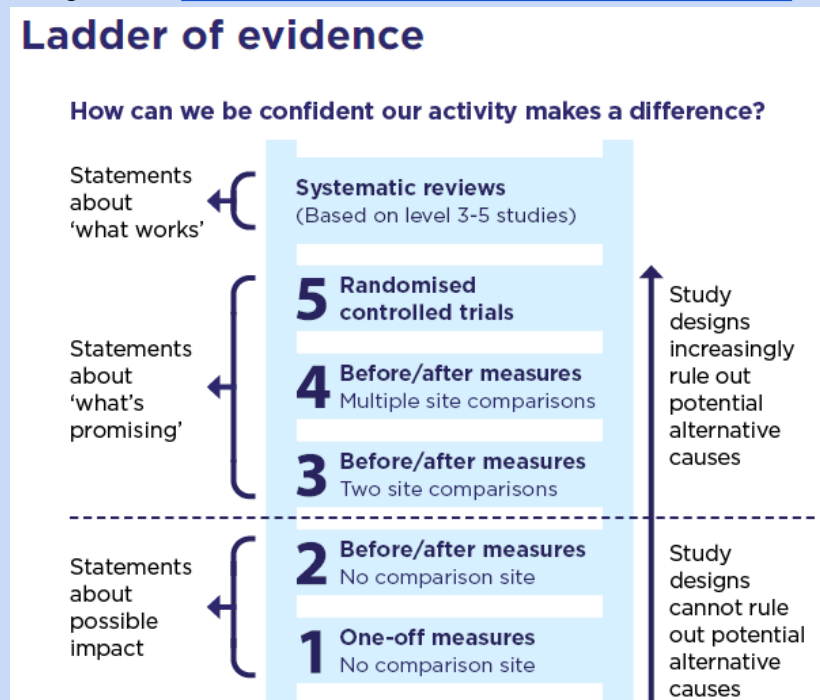 Ladder of evidence
How can we be confident our activity makes a difference?
Statements
about
‘what works’
Systematic reviews
(Based on level 3-5 studies)
Statements
about
‘what’s
promising’
5 Randomised
controlled trials
4 Before/after measures
Multiple site comparisons
3 Before/after measures
Two site comparisons
Study
designs
increasingly
rule out
potential
alternative
causes
Statements
about
possible
impact
2 Before/after measures
No comparison site
1 One-off measures
No comparison site
Study
designs
cannot rule
out potential
alternative
causes